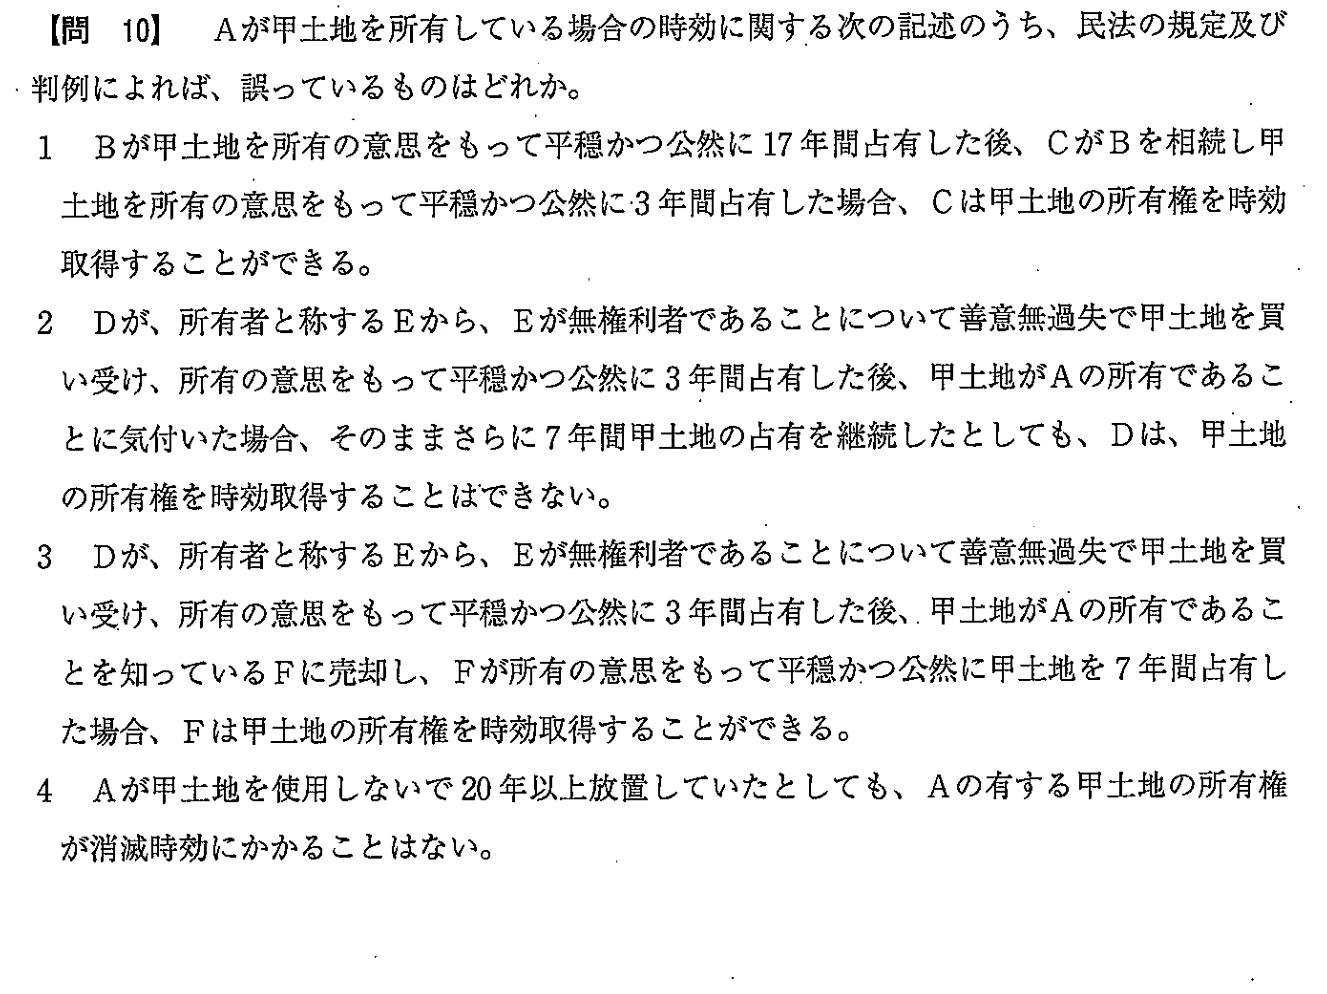 【問 10】 Aが甲土地を所有している場合の時効に関する次の記述のうち、民法の規定及び
判例によれば、誤っているものはどれか。
1 Bが甲土地を所有の意思をもって平穏かつ公然に17年間占有した後、CがBを相続し甲
土地を所有の意思をもって平穏かつ公然に3年間占有した場合、Cは甲土地の所有権を時効
取得することができる。
2 Dが、所有者と称するEから、Eが無権利者であることについて善意無過失で甲土地を買
い受け、所有の意思をもって平穏かつ公然に3年間占有した後、甲土地がAの所有であるこ
とに気付いた場合、そのままさらに7年間甲土地の占有を継続したとしても、Dは、甲土地
の所有権を時効取得することはできない。
3 Dが、所有者と称するEから、Eが無権利者であることについて善意無過失で甲土地を買
い受け、所有の意思をもって平穏かつ公然に3年間占有した後、甲土地がAの所有であるこ
とを知っているFに売却し、Fが所有の意思をもって平穏かつ公然に甲土地を7年間占有し
た場合、Fは甲土地の所有権を時効取得することができる。
4 Aが甲土地を使用しないで20年以上放置していたとしても、Aの有する甲土地の所有権
が消滅時効にかかることはない。